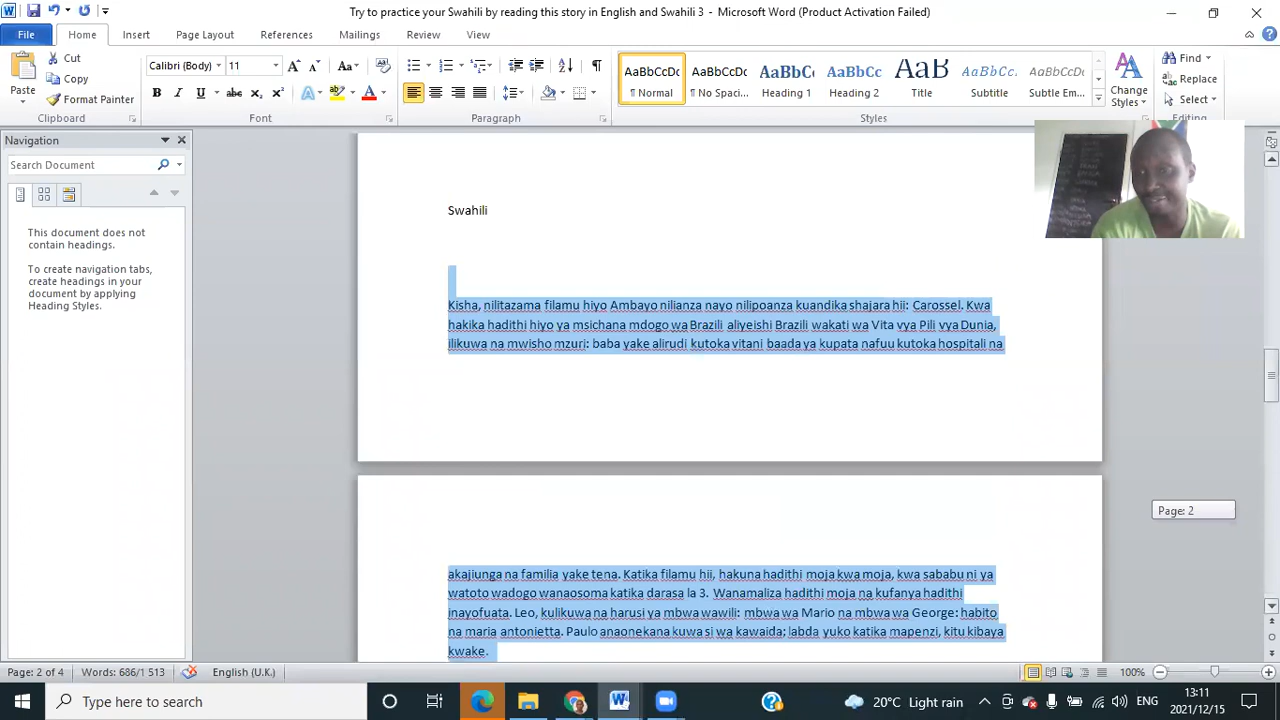 Try to practice your Swahili by reading this story in English and Swahili 3 - Microsoft Word (Product Activation Failed)
File Home Insert Page Layout References Mailings Review View
Paste
Cut
Copy
Format Painter
Clipboard
Calibri (Body) 11
Font
Paragraph
AaBbCcDc AaBbCcDc AaBbC AaBbCc AaB AaBbCc. AaBbCcDc
¶ Normal ¶ No Spaci... Heading 1 Heading 2 Title Subtitle Subtle Em...
Styles
Change
Styles
Find
Replace
Select
Editing
Navigation
Search Document
This document does not
contain headings.
To create navigation tabs,
create headings in your
document by applying
Heading Styles.
Swahili
Kisha, nilitazama filamu hiyo Ambayo nilianza nayo nilipoanza kuandika shajara hii: Carossel. Kwa
hakika hadithi hiyo ya msichana mdogo wa Brazili aliyeishi Brazili wakati wa Vita vya Pili vya Dunia,
ilikuwa na mwisho mzuri: baba yake alirudi kutoka vitani baada ya kupata nafuu kutoka hospitali na
Page: 2
akajiunga na familia yake tena. Katika filamu hii, hakuna hadithi moja kwa moja, kwa sababu ni ya
watoto wadogo wanaosoma katika darasa la 3. Wanamaliza hadithi moja na kufanya hadithi
inayofuata. Leo, kulikuwa na harusi ya mbwa wawili: mbwa wa Mario na mbwa wa George: habito
na maria antonietta. Paulo anaonekana kuwa si wa kawaida; labda yuko katika mapenzi, kitu kibaya
kwake.
Page: 2 of 4 Words: 686/1 513 English (U.K.) 100%
Type here to search
20°C Light rain
ENG
13:11
2021/12/15